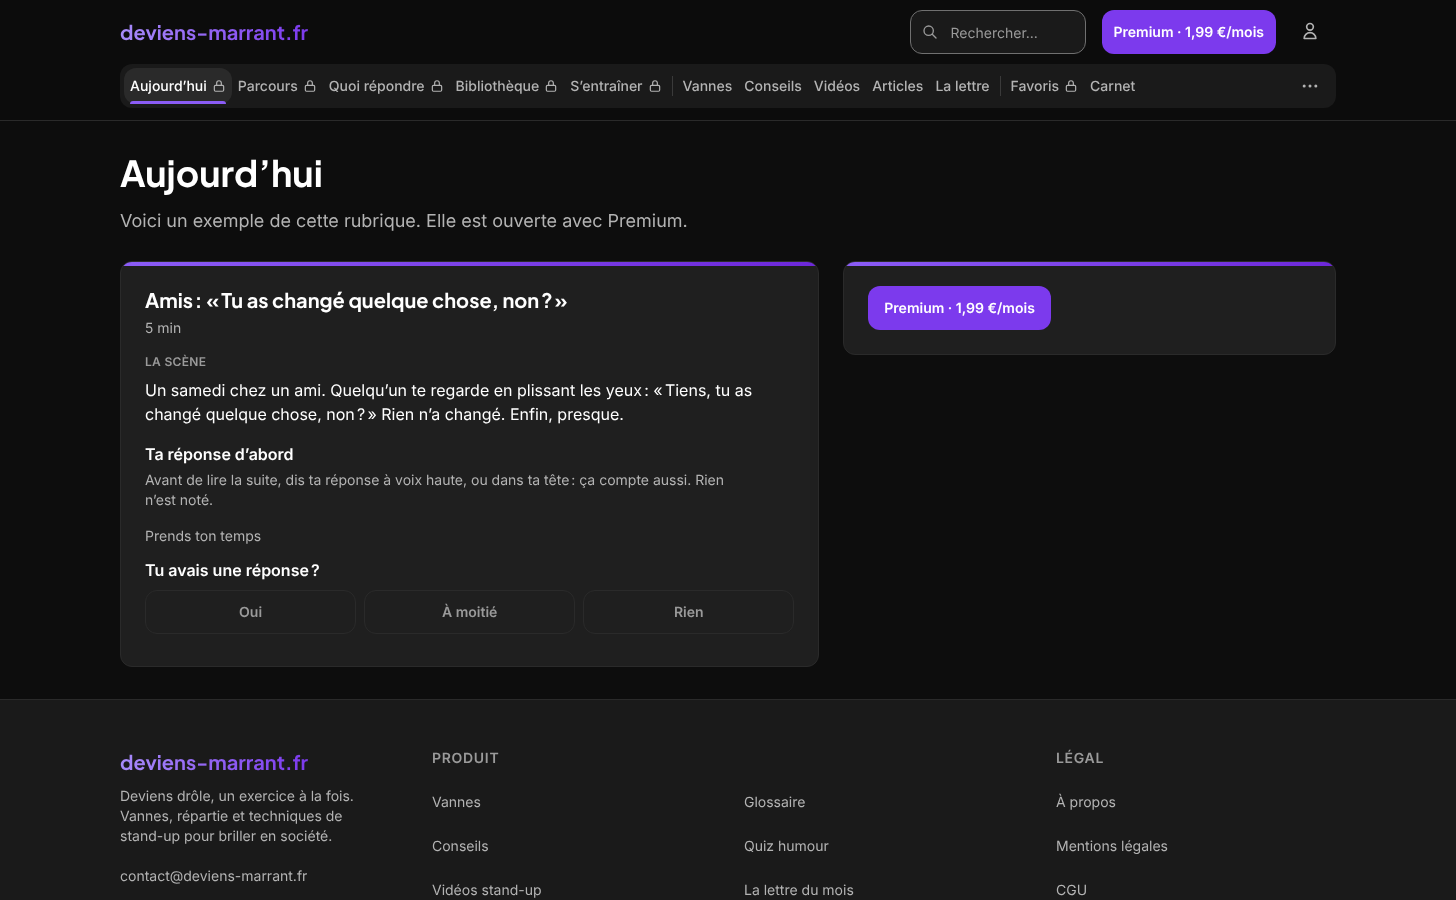 deviens-marrant.fr
Rechercher...
Premium · 1,99 €/mois
Aujourd’hui Parcours Quoi répondre Bibliothèque S’entraîner Vannes Conseils Vidéos Articles La lettre Favoris Carnet
Aujourd’hui
Voici un exemple de cette rubrique. Elle est ouverte avec Premium.
Amis : « Tu as changé quelque chose, non ? »
5 min
LA SCÈNE
Un samedi chez un ami. Quelqu’un te regarde en plissant les yeux : « Tiens, tu as
changé quelque chose, non ? » Rien n’a changé. Enfin, presque.
Ta réponse d’abord
Avant de lire la suite, dis ta réponse à voix haute, ou dans ta tête : ça compte aussi. Rien
n’est noté.
Prends ton temps
Tu avais une réponse ?
Oui
À moitié
Rien
Premium · 1,99 €/mois
deviens-marrant.fr
Deviens drôle, un exercice à la fois.
Vannes, répartie et techniques de
stand-up pour briller en société.
contact@deviens-marrant.fr
PRODUIT
Vannes
Conseils
Vidéos stand-up
Glossaire
Quiz humour
La lettre du mois
LÉGAL
À propos
Mentions légales
CGU